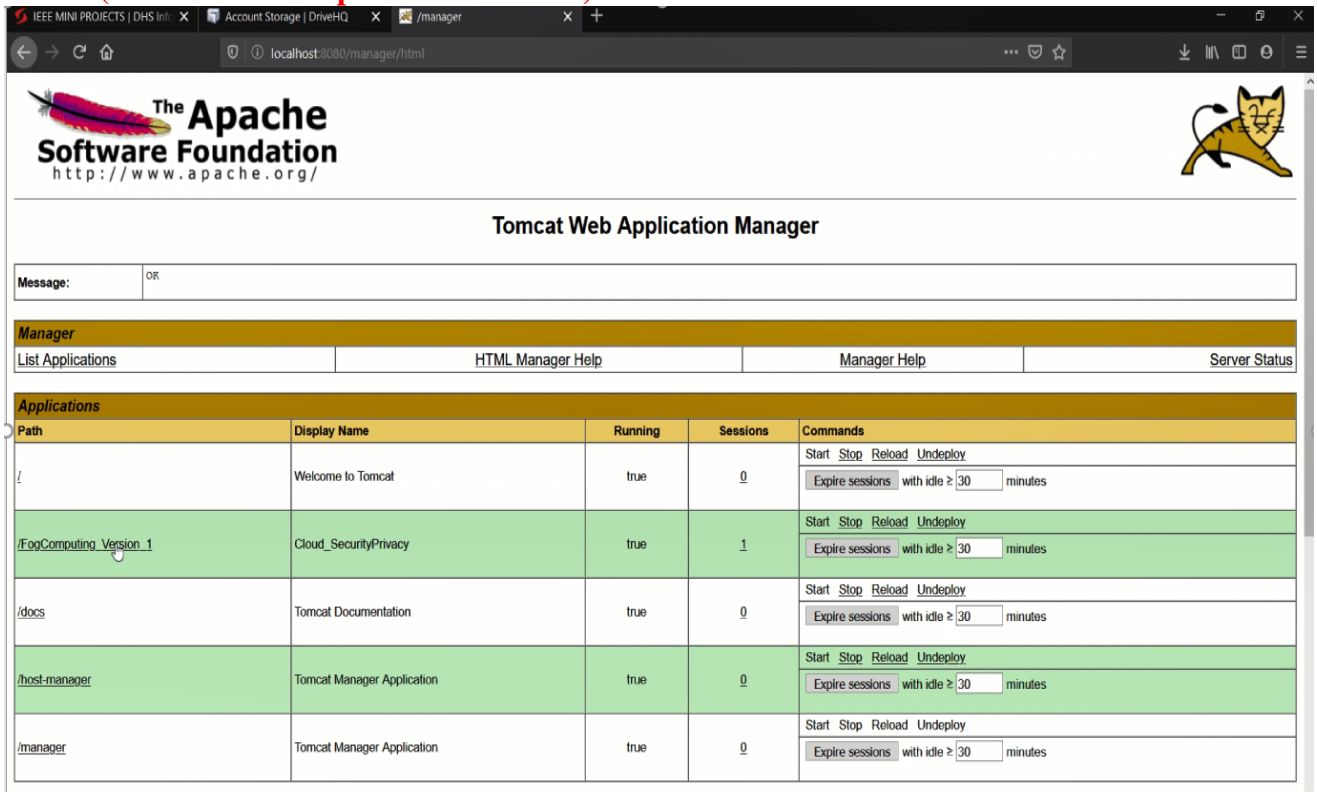 IEEE MINI PROJECTS | DHS Info
Account Storage | DriveHQ
/manager
localhost:8080/manager/html
The Apache
Software Foundation
http://www.apache.org/
Tomcat Web Application Manager
Message: OK
Manager
List Applications HTML Manager Help Manager Help Server Status
Applications
Path Display Name Running Sessions Commands
Start Stop Reload Undeploy
/ Welcome to Tomcat true 0
Expire sessions with idle ≥ 30 minutes
Start Stop Reload Undeploy
/FogComputing_Version_1 Cloud_SecurityPrivacy true 1
Expire sessions with idle ≥ 30 minutes
Start Stop Reload Undeploy
/docs Tomcat Documentation true 0
Expire sessions with idle ≥ 30 minutes
Start Stop Reload Undeploy
/host-manager Tomcat Manager Application true 0
Expire sessions with idle ≥ 30 minutes
Start Stop Reload Undeploy
/manager Tomcat Manager Application true 0
Expire sessions with idle ≥ 30 minutes